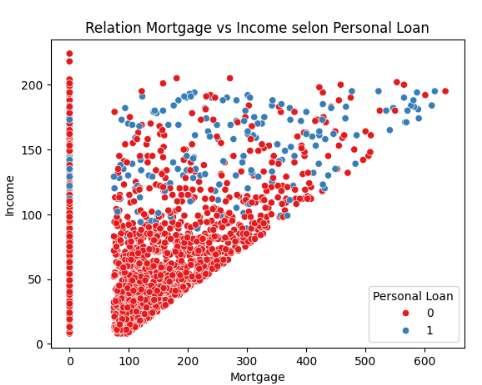 Relation Mortgage vs Income selon Personal Loan
Income
200
150
100
50
0
0 100 200 300 400 500 600
Mortgage
Personal Loan
0
1